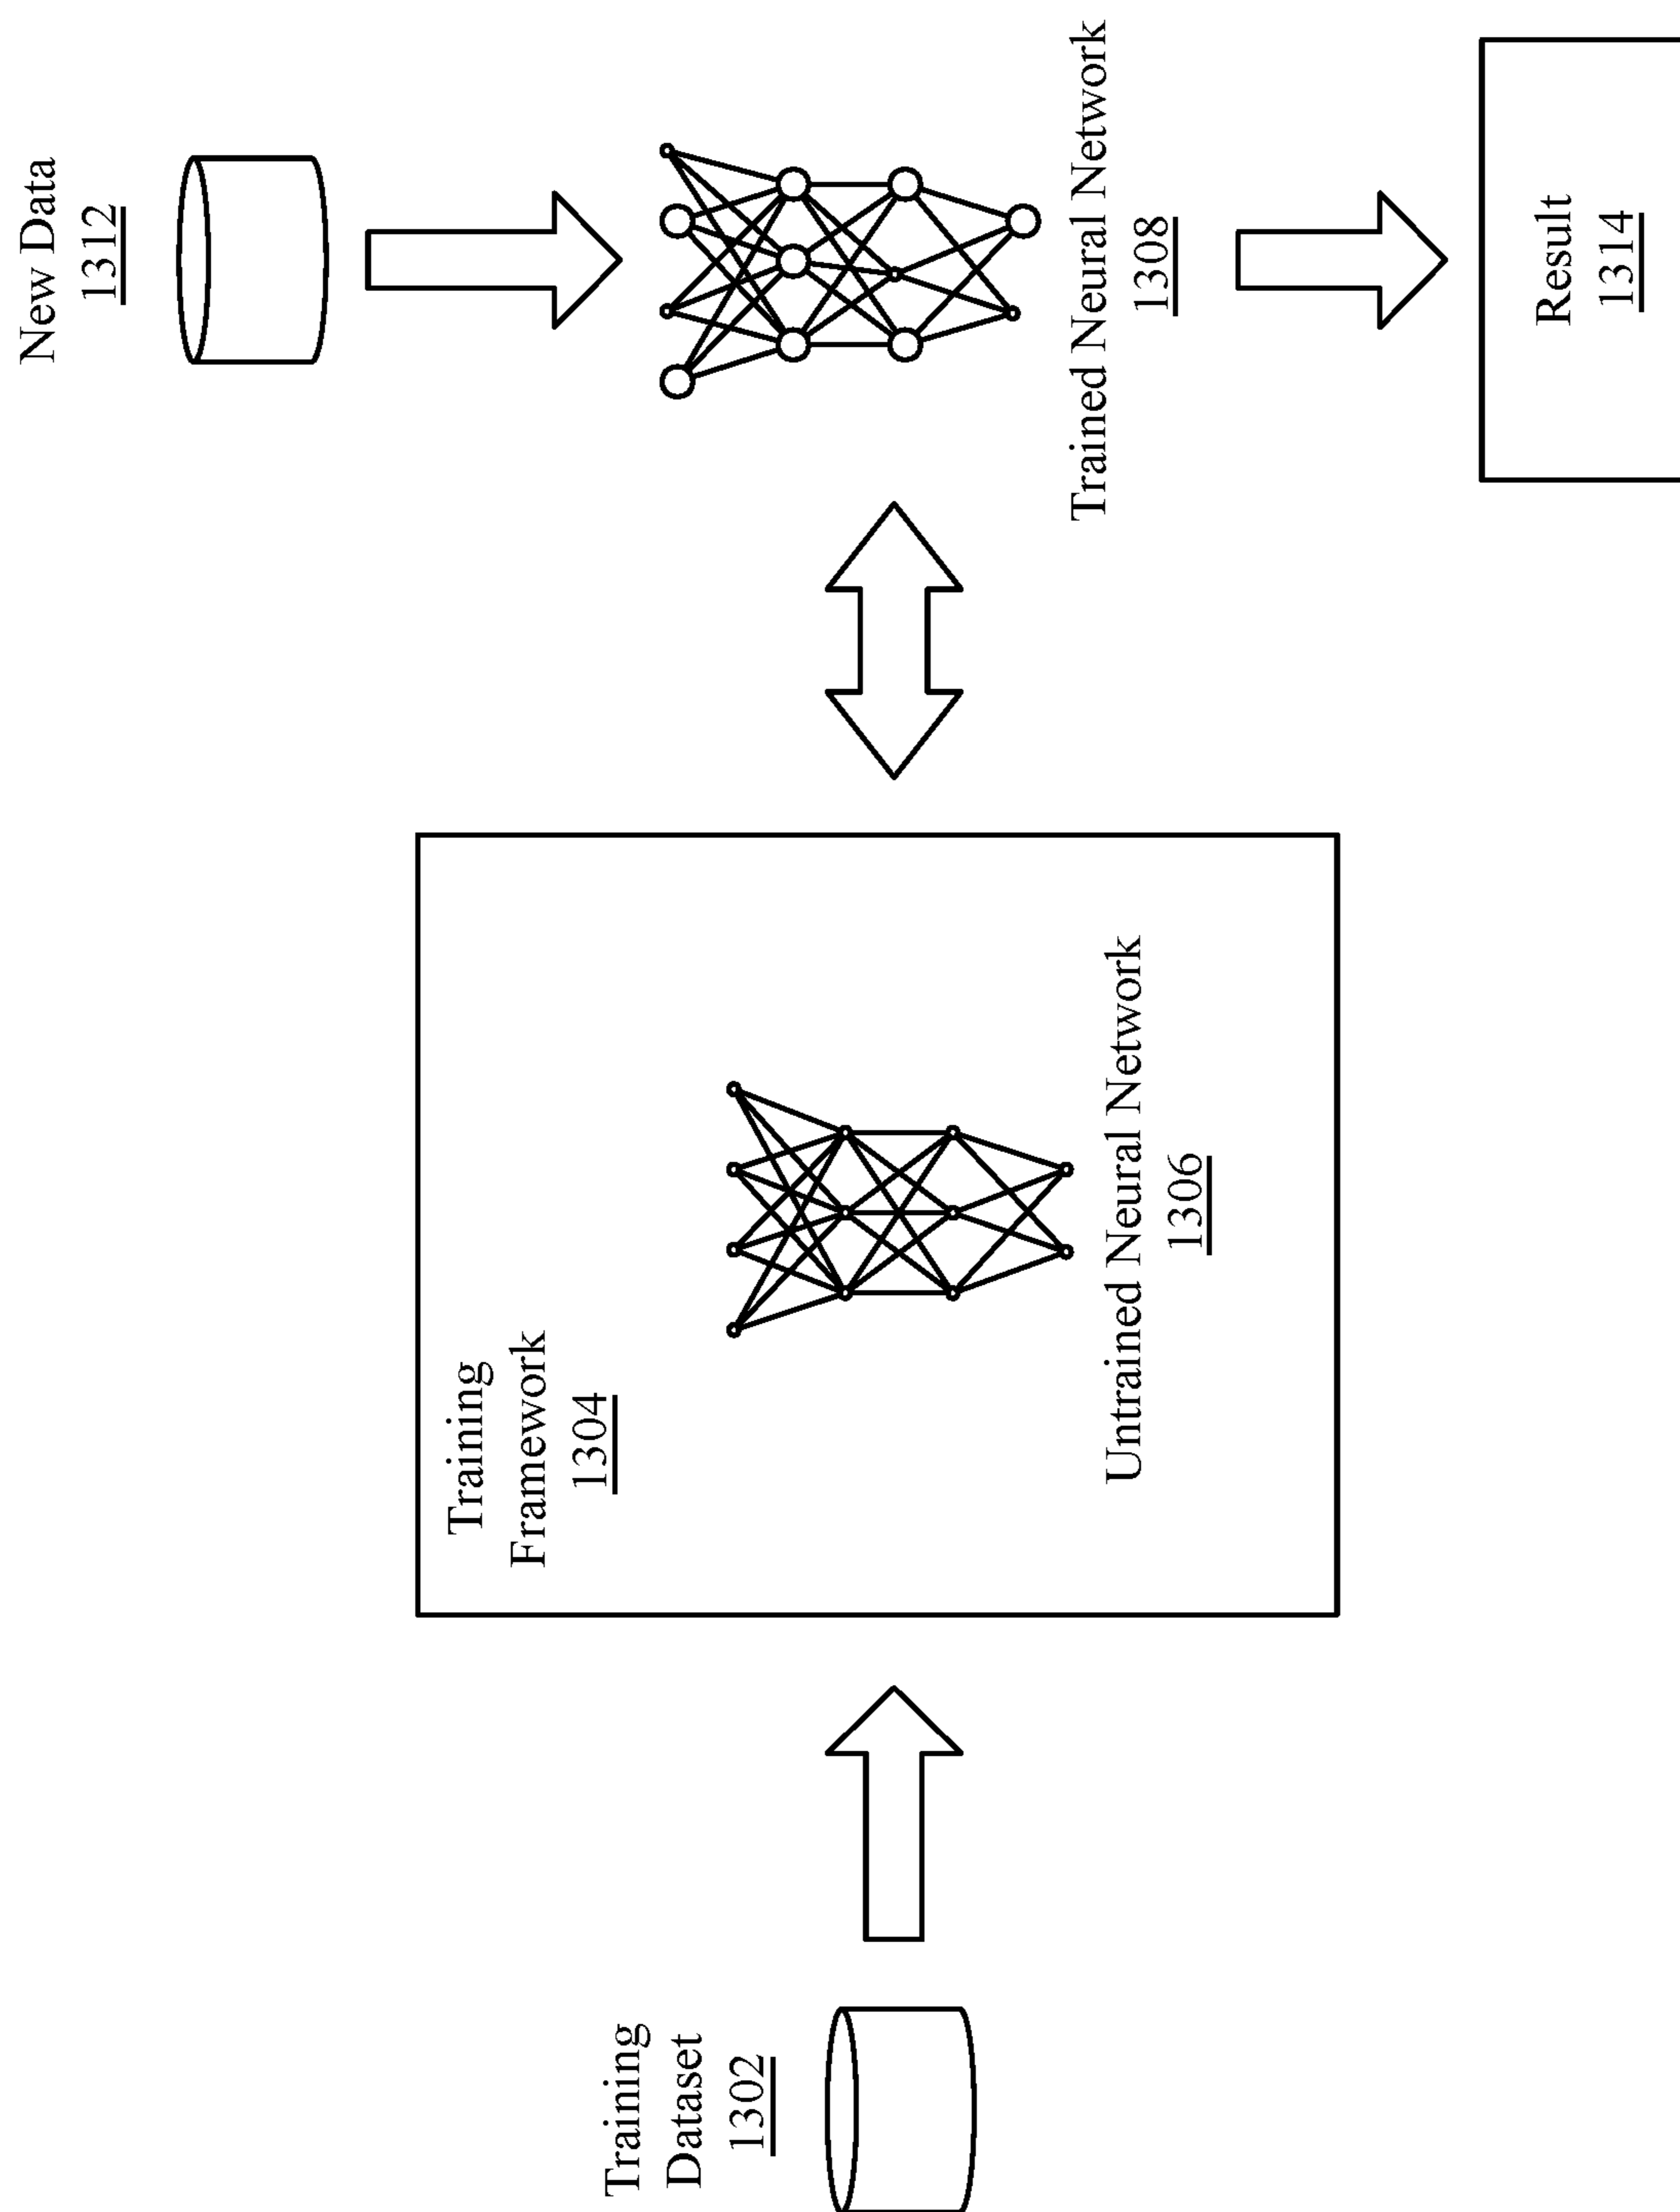 Training
Dataset
1302
Training
Framework
1304
Untrained Neural Network
1306
New Data
1312
Trained Neural Network
1308
Result
1314